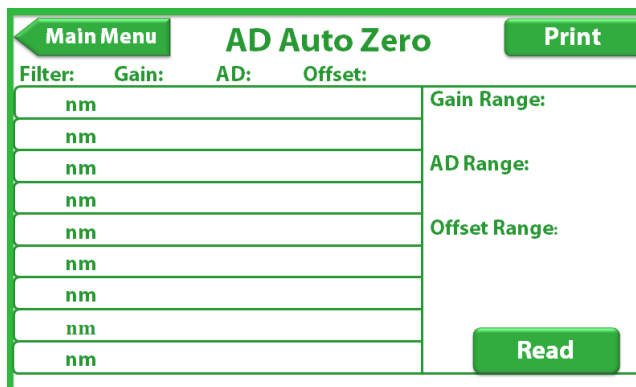 Main Menu AD Auto Zero Print
Filter: Gain: AD: Offset:
nm
nm
nm
nm
nm
nm
nm
nm
nm
Gain Range:
AD Range:
Offset Range:
Read